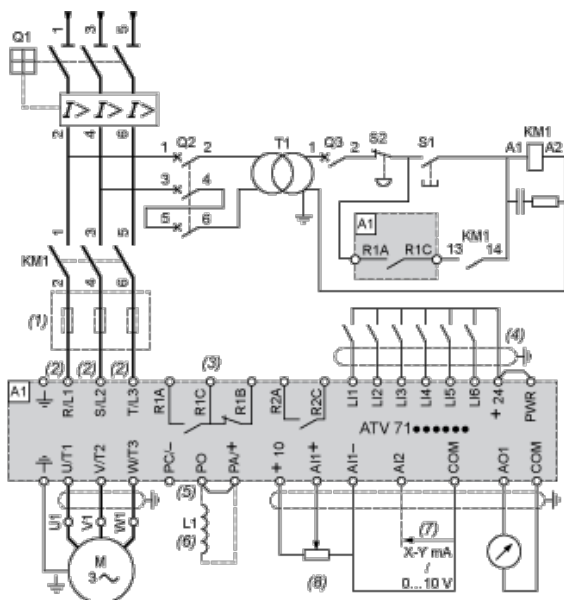 Q1
1 3 5
I> I> I>
2 4 6
1 Q2 2
T1
1 Q3 2
S2
S1
A1 KM1 A2
3 4
5 6
A1
R1A R1C
13 KM1 14
1 3 5
KM1
2 4 6
(1)
(2) (2) (2)
(3)
(4)
A1
R/L1 S/L2 T/L3
R1A R1C R1B R2A R2C
LI1 LI2 LI3 LI4 LI5 LI6 + 24 PWR
ATV 71••••••
U/T1 V/T2 W/T3
PC/- PO PA/+
+ 10 AI1+ AI1- AI2 COM AO1 COM
U1 V1 W1
(5)
L1
(6)
(7)
X-Y mA
/
0...10 V
(8)
M
3 ~